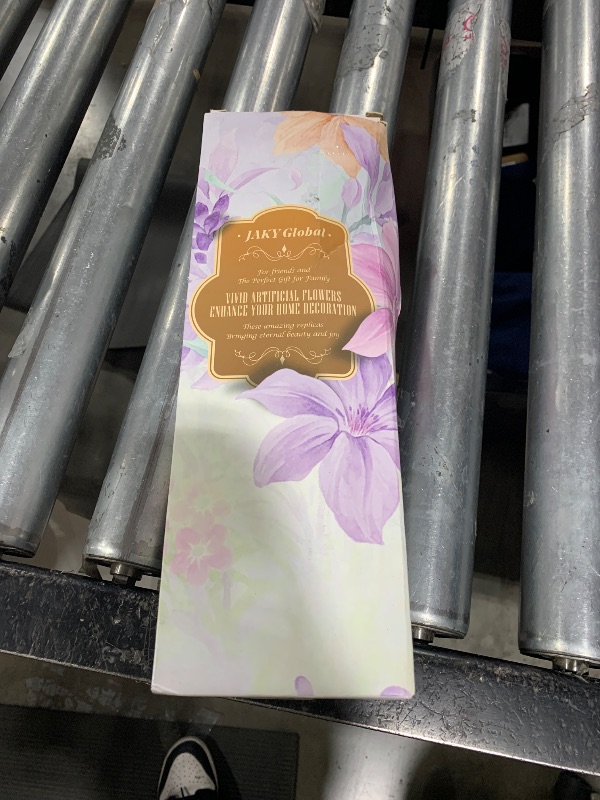 · JAKY Global ·
For friends and
The Perfect Gift for Family
VIVID ARTIFICIAL FLOWERS
ENHANCE YOUR HOME DECORATION
These amazing replicas
Bringing eternal beauty and joy